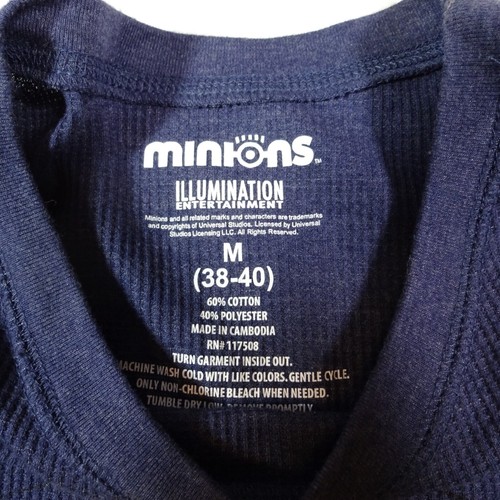 minions™
ILLUMINATION
ENTERTAINMENT
Minions and all related marks and characters are trademarks
and copyrights of Universal Studios. Licensed by Universal
Studios Licensing LLC. All Rights Reserved.
M
(38-40)
60% COTTON
40% POLYESTER
MADE IN CAMBODIA
RN# 117508
TURN GARMENT INSIDE OUT.
MACHINE WASH COLD WITH LIKE COLORS. GENTLE CYCLE.
ONLY NON-CHLORINE BLEACH WHEN NEEDED.
TUMBLE DRY LOW. REMOVE PROMPTLY